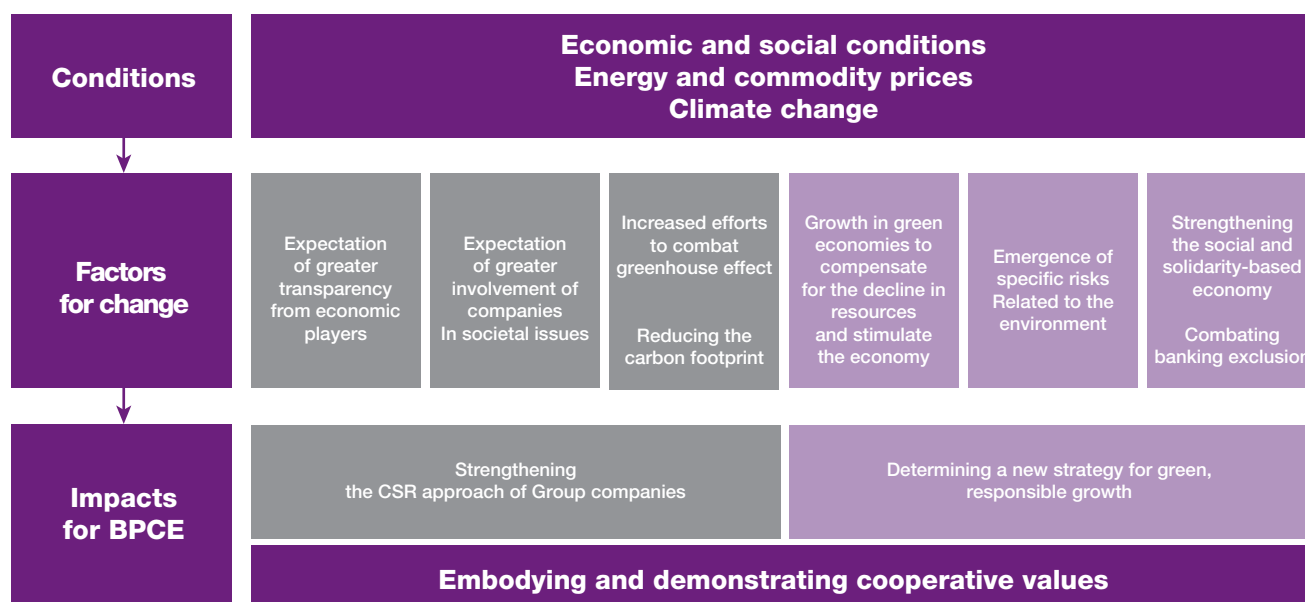 Conditions
Economic and social conditions
Energy and commodity prices
Climate change
Factors
for change
Expectation
of greater
transparency
from economic
players
Expectation
of greater
involvement of
companies
In societal issues
Increased efforts
to combat
greenhouse effect
Reducing the
carbon footprint
Growth in green
economies to
compensate
for the decline in
resources
and stimulate
the economy
Emergence of
specific risks
Related to the
environment
Strengthening
the social and
solidarity-based
economy
Combating
banking exclusion
Impacts
for BPCE
Strengthening
the CSR approach of Group companies
Determining a new strategy for green,
responsible growth
Embodying and demonstrating cooperative values